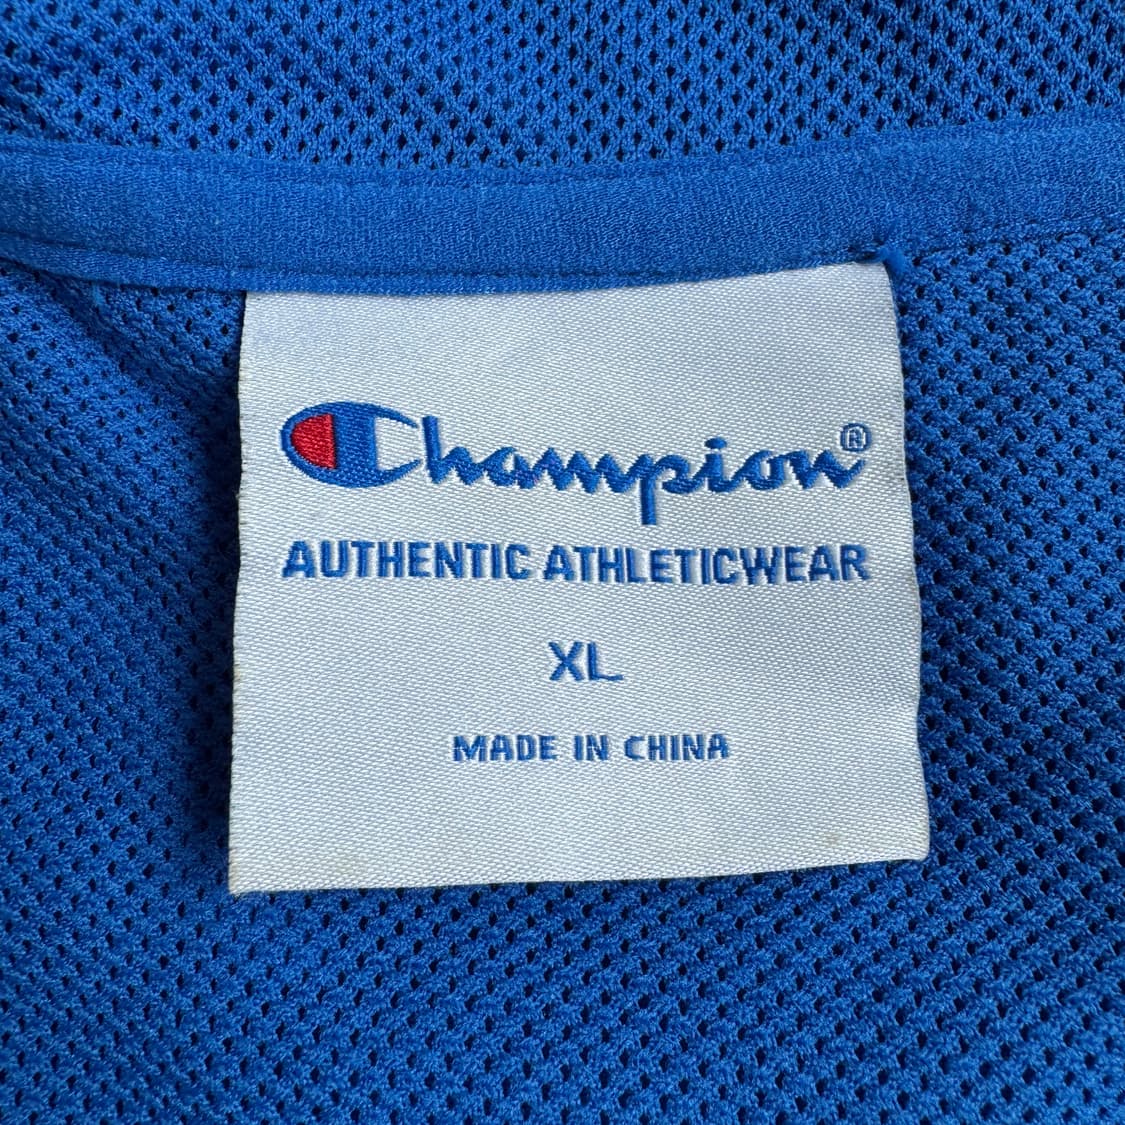 Champion®
AUTHENTIC ATHLETICWEAR
XL
MADE IN CHINA